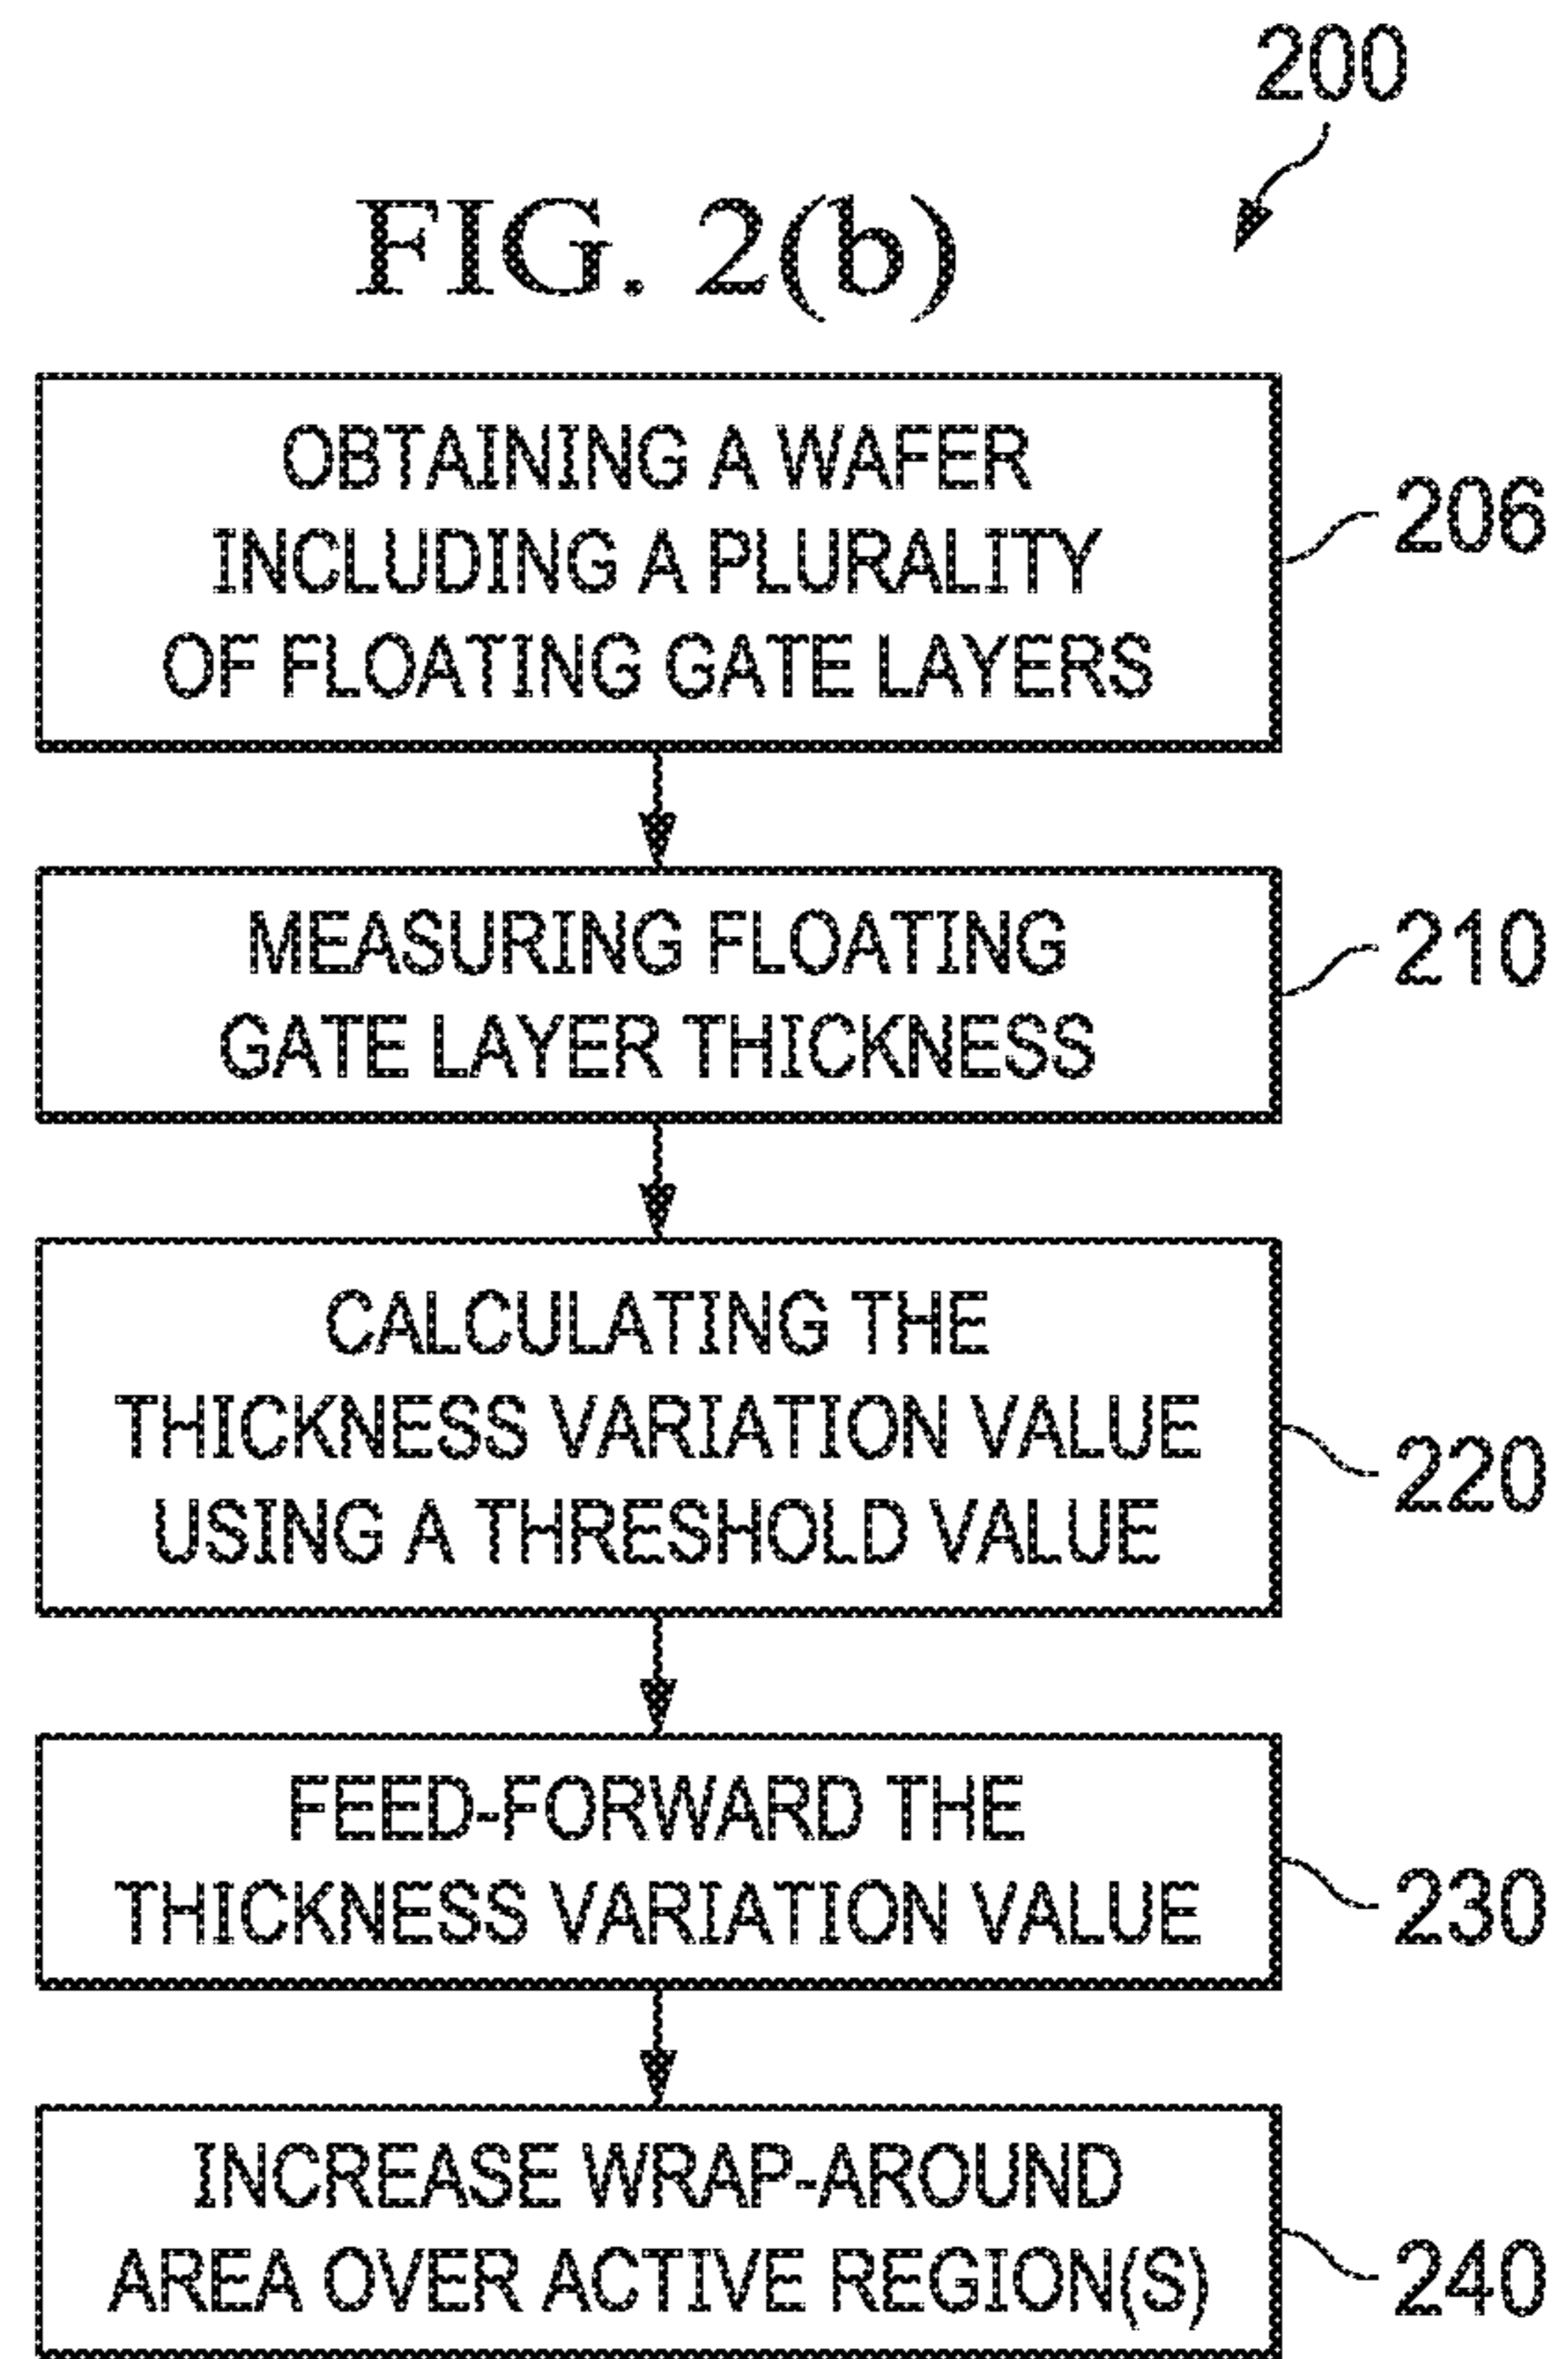 200
FIG. 2(b)
OBTAINING A WAFER
INCLUDING A PLURALITY
OF FLOATING GATE LAYERS
206
MEASURING FLOATING
GATE LAYER THICKNESS
210
CALCULATING THE
THICKNESS VARIATION VALUE
USING A THRESHOLD VALUE
220
FEED-FORWARD THE
THICKNESS VARIATION VALUE
230
INCREASE WRAP-AROUND
AREA OVER ACTIVE REGION(S)
240